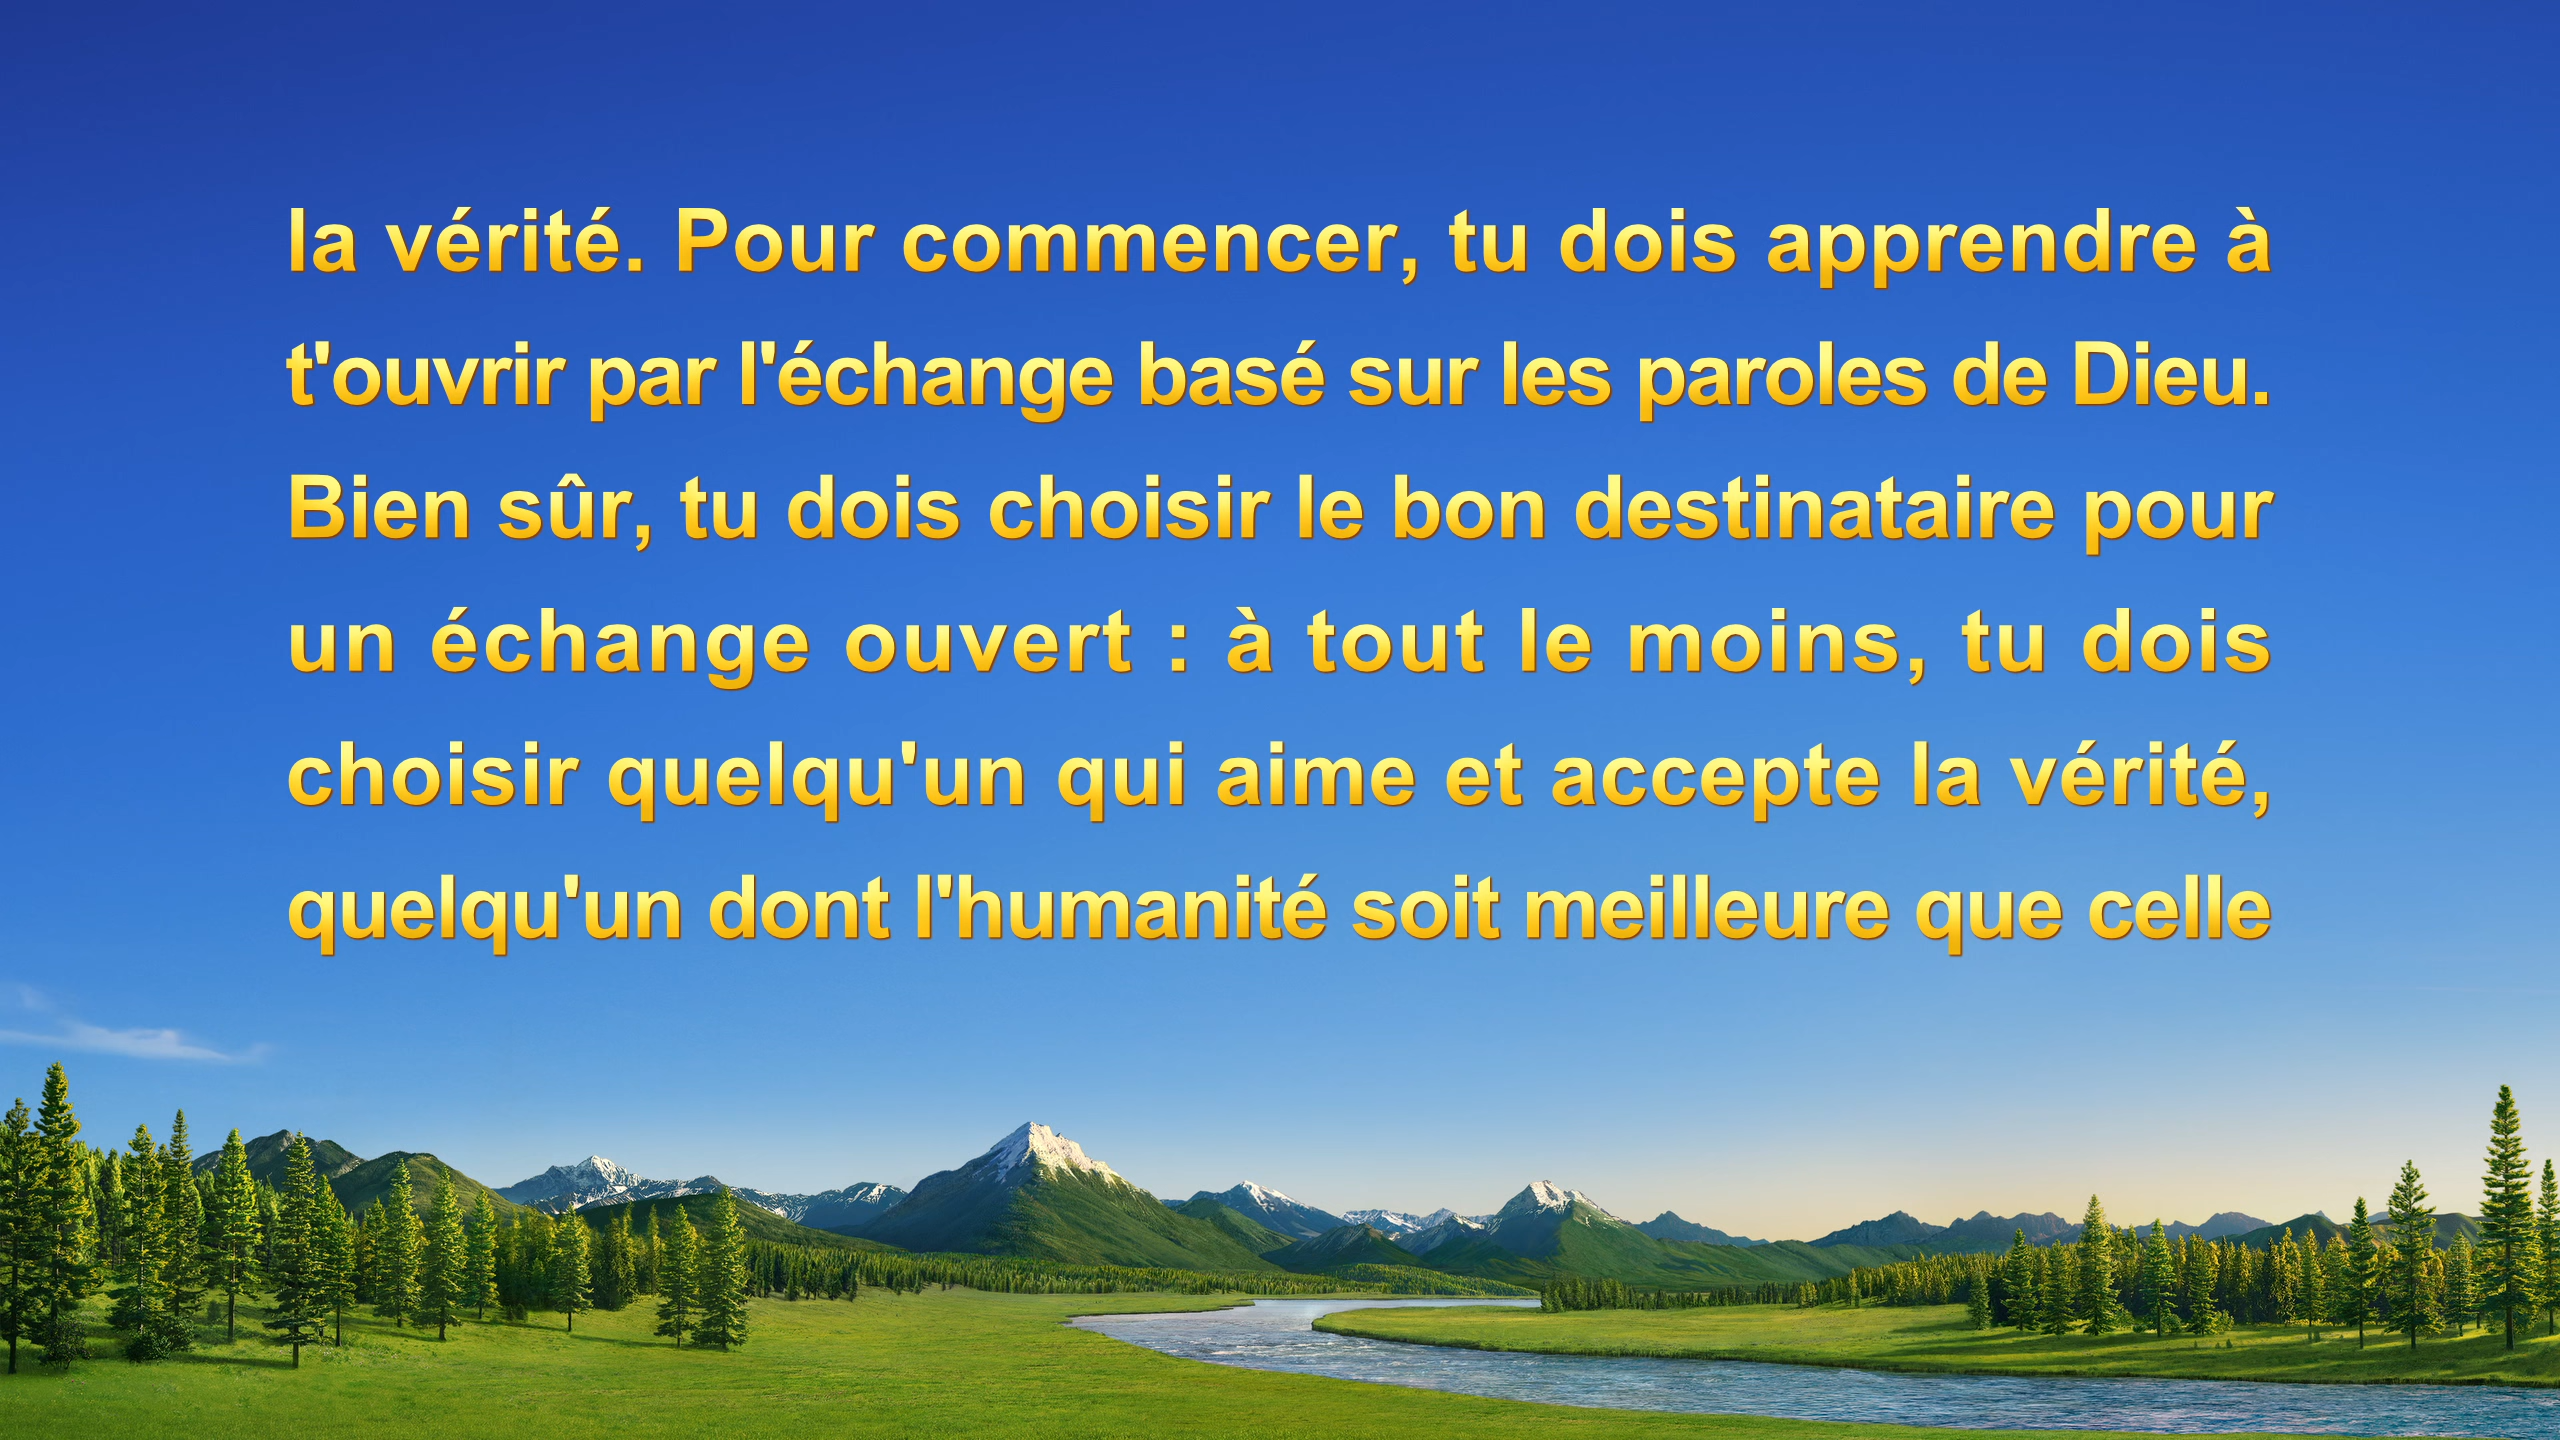 la vérité. Pour commencer, tu dois apprendre à
t'ouvrir par l'échange basé sur les paroles de Dieu.
Bien sûr, tu dois choisir le bon destinataire pour
un échange ouvert : à tout le moins, tu dois
choisir quelqu'un qui aime et accepte la vérité,
quelqu'un dont l'humanité soit meilleure que celle